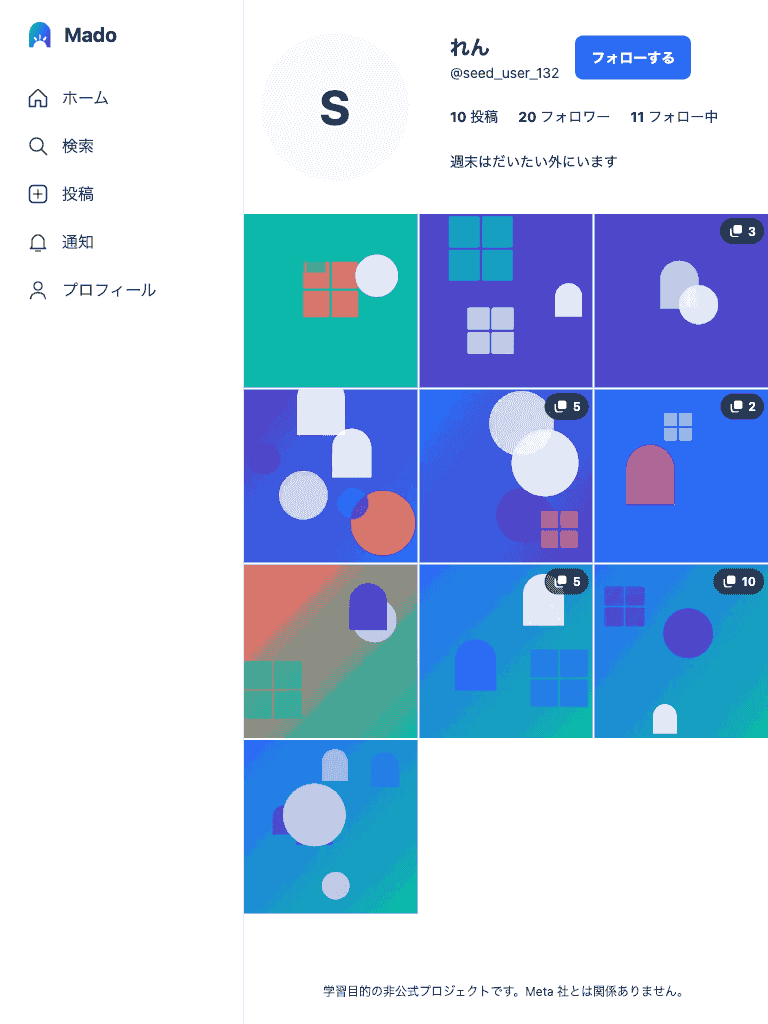 Mado
ホーム
検索
投稿
通知
プロフィール
S
れん
@seed_user_132
フォローする
10 投稿 20 フォロワー 11 フォロー中
週末はだいたい外にいます
3
5
2
5
10
学習目的の非公式プロジェクトです。Meta 社とは関係ありません。